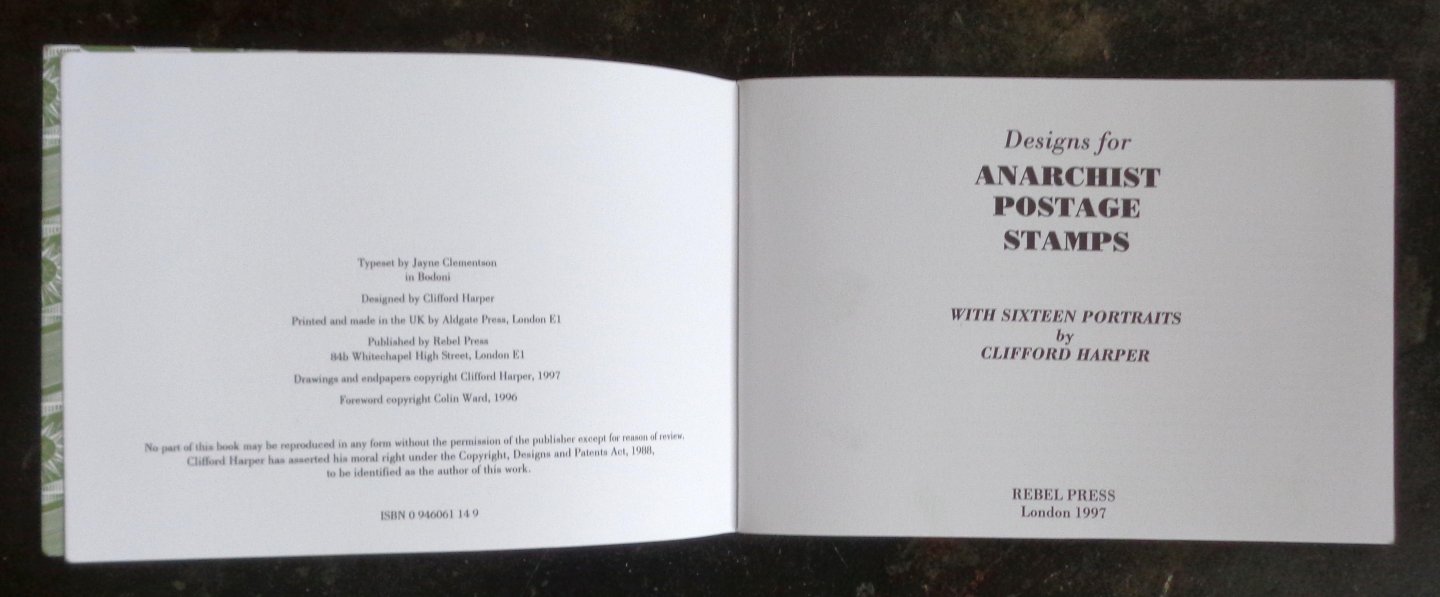 Typeset by Jayne Clementson
in Bodoni
Designed by Clifford Harper
Printed and made in the UK by Aldgate Press, London E1
Published by Rebel Press
84b Whitechapel High Street, London E1
Drawings and endpapers copyright Clifford Harper, 1997
Foreword copyright Colin Ward, 1996
No part of this book may be reproduced in any form without the permission of the publisher except for reason of review.
Clifford Harper has asserted his moral right under the Copyright, Designs and Patents Act, 1988,
to be identified as the author of this work.
ISBN 0 946061 14 9
Designs for
ANARCHIST
POSTAGE
STAMPS
WITH SIXTEEN PORTRAITS
by
CLIFFORD HARPER
REBEL PRESS
London 1997